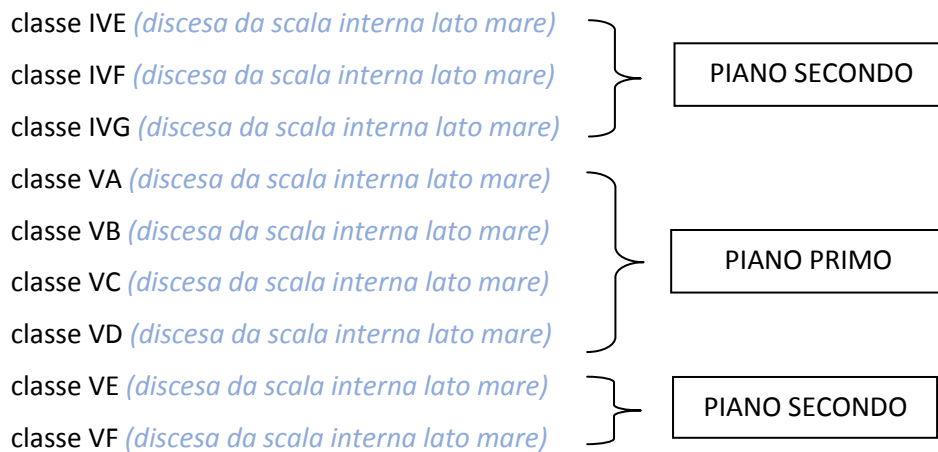 classe IVE (discesa da scala interna lato mare)
classe IVF (discesa da scala interna lato mare)
PIANO SECONDO
classe IVG (discesa da scala interna lato mare)
classe VA (discesa da scala interna lato mare)
classe VB (discesa da scala interna lato mare)
PIANO PRIMO
classe VC (discesa da scala interna lato mare)
classe VD (discesa da scala interna lato mare)
classe VE (discesa da scala interna lato mare)
PIANO SECONDO
classe VF (discesa da scala interna lato mare)